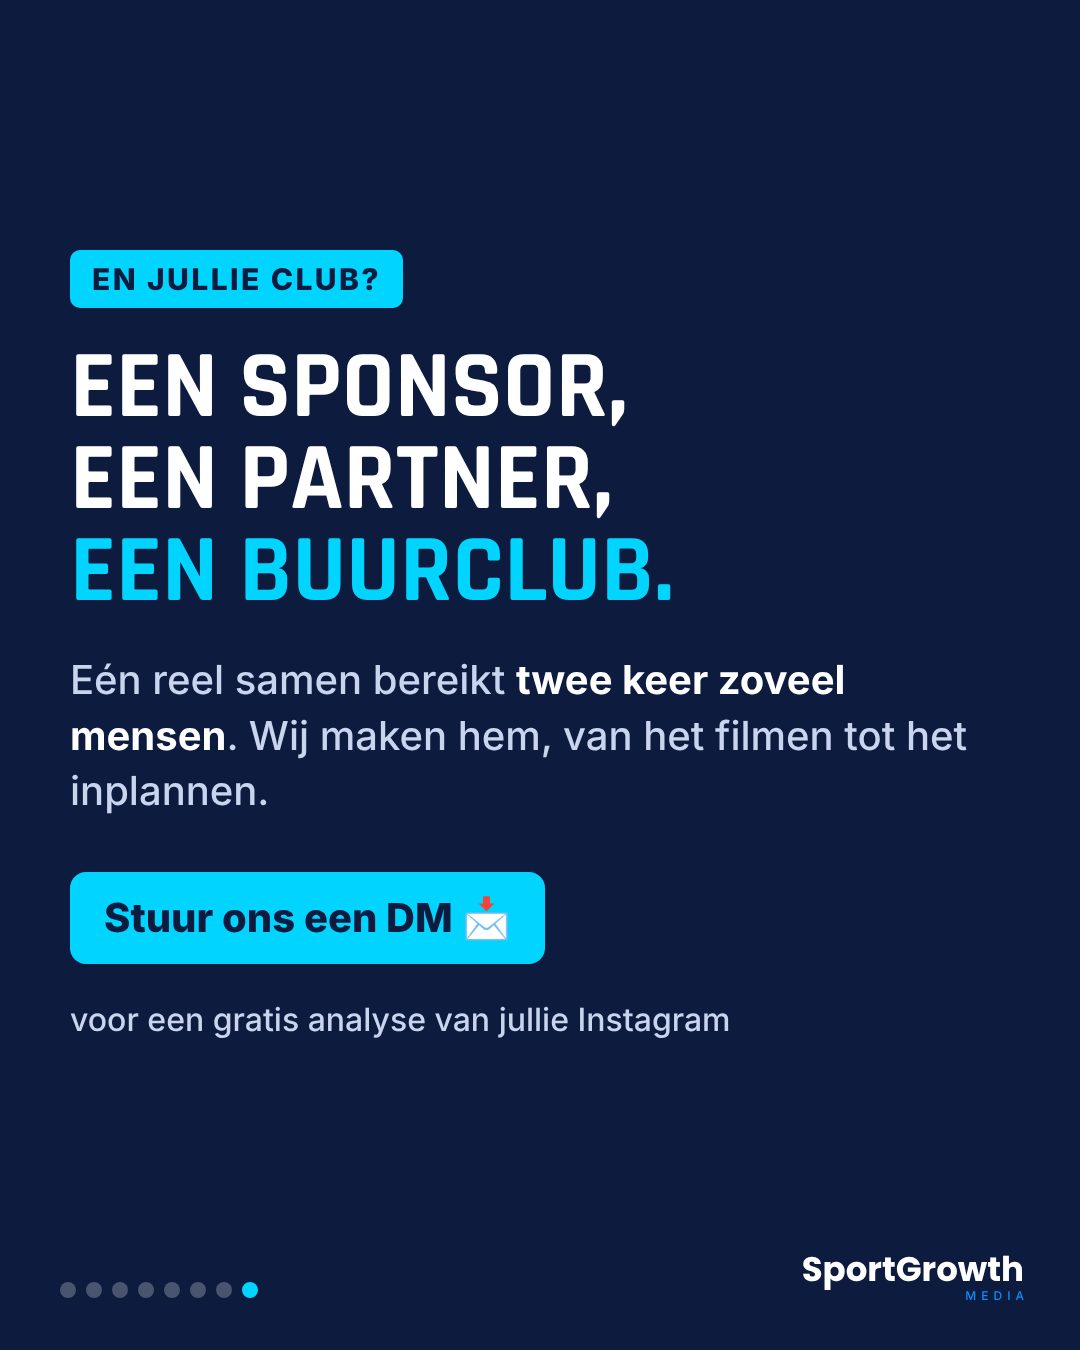 EN JULLIE CLUB?
EEN SPONSOR,
EEN PARTNER,
EEN BUURCLUB.
Eén reel samen bereikt twee keer zoveel
mensen. Wij maken hem, van het filmen tot het
inplannen.
Stuur ons een DM 📩
voor een gratis analyse van jullie Instagram
SportGrowth
MEDIA